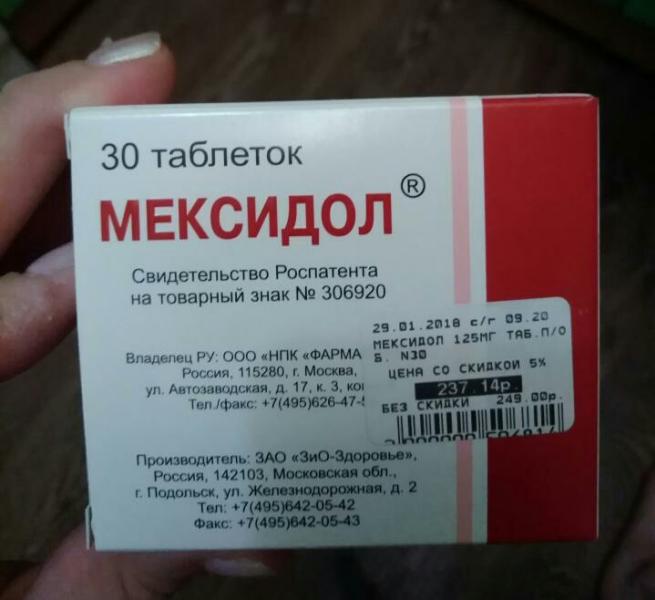 30 таблеток
МЕКСИДОЛ®
Свидетельство Роспатента
на товарный знак № 306920
29.01.2018 с/г 09.20
МЕКСИДОЛ 125МГ ТАБ.П/О
Б. N30
ЦЕНА СО СКИДКОЙ 5%
237.14р.
БЕЗ СКИДКИ 249.00р.
Владелец РУ: ООО «НПК «ФАРМА
Россия, 115280, г. Москва,
ул. Автозаводская, д. 17, к. 3,
Тел./факс: +7(495)626-47-
Производитель: ЗАО «ЗиО-Здоровье»,
Россия, 142103, Московская обл.,
г. Подольск, ул. Железнодорожная, д. 2
Тел: +7(495)642-05-42
Факс: +7(495)642-05-43